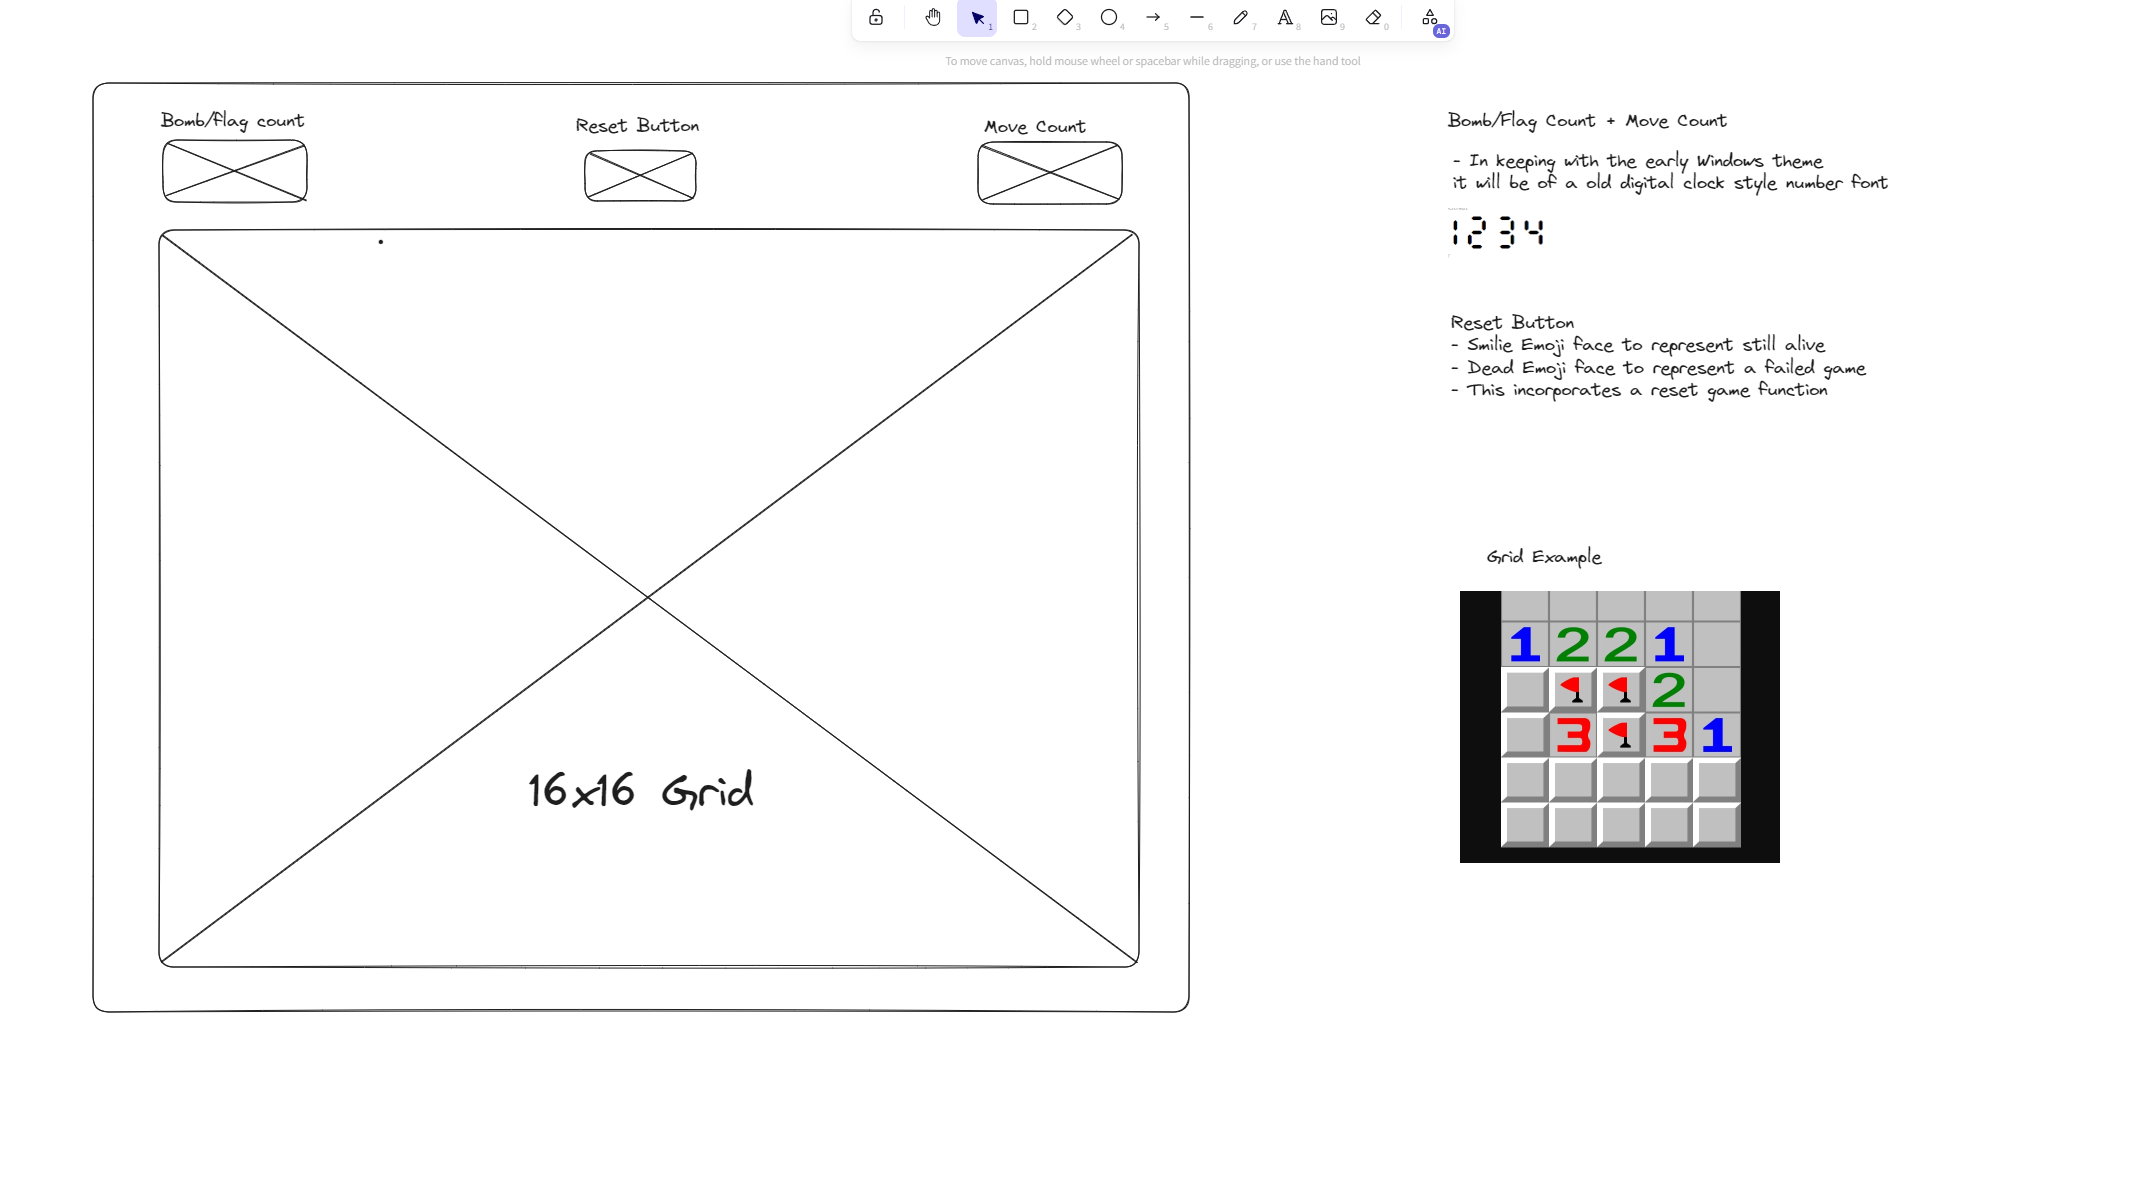 1 2 3 4 5 6 7 8 9 0 AI
To move canvas, hold mouse wheel or spacebar while dragging, or use the hand tool
Bomb/flag count
Reset Button
Move Count
16x16 Grid
Bomb/Flag Count + Move Count
- In keeping with the early Windows theme
it will be of a old digital clock style number font
1234
Reset Button
- Smilie Emoji face to represent still alive
- Dead Emoji face to represent a failed game
- This incorporates a reset game function
Grid Example
1 2 2 1
2
3 3 1